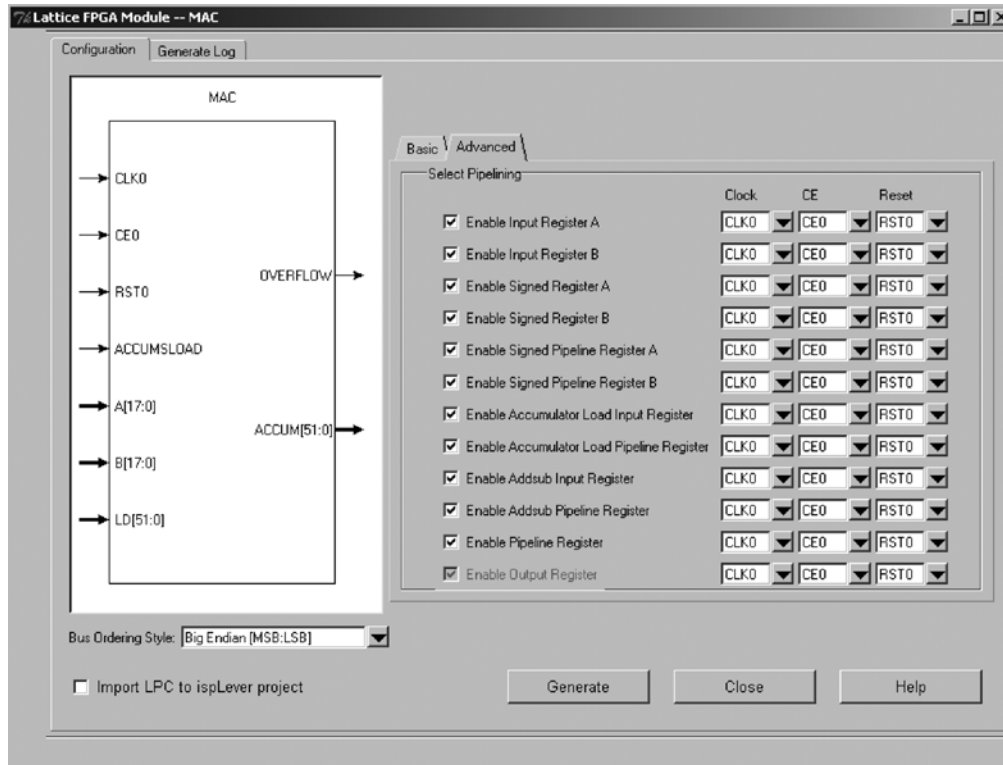 Lattice FPGA Module -- MAC
Configuration
Generate Log
MAC
CLK0
CE0
RST0
ACCUMSLOAD
A[17:0]
B[17:0]
LD[51:0]
OVERFLOW
ACCUM[51:0]
Bus Ordering Style: Big Endian [MSB:LSB]
Import LPC to ispLever project
Basic
Advanced
Select Pipelining
Clock CE Reset
Enable Input Register A CLK0 CE0 RST0
Enable Input Register B CLK0 CE0 RST0
Enable Signed Register A CLK0 CE0 RST0
Enable Signed Register B CLK0 CE0 RST0
Enable Signed Pipeline Register A CLK0 CE0 RST0
Enable Signed Pipeline Register B CLK0 CE0 RST0
Enable Accumulator Load Input Register CLK0 CE0 RST0
Enable Accumulator Load Pipeline Register CLK0 CE0 RST0
Enable Addsub Input Register CLK0 CE0 RST0
Enable Addsub Pipeline Register CLK0 CE0 RST0
Enable Pipeline Register CLK0 CE0 RST0
Enable Output Register CLK0 CE0 RST0
Generate
Close
Help